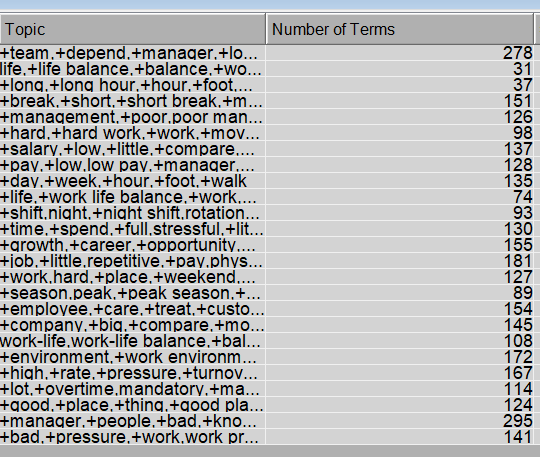 Topic Number of Terms
+team,+depend,+manager,+lo... 278
life,+life balance,+balance,+wo... 31
+long,+long hour,+hour,+foot,... 37
+break,+short,+short break,+m... 151
+management,+poor,poor man... 126
+hard,+hard work,+work,+mov... 98
+salary,+low,+little,+compare,... 137
+pay,+low,low pay,+manager,... 128
+day,+week,+hour,+foot,+walk 135
+life,+work life balance,+work,... 74
+shift,night,+night shift,rotation... 93
+time,+spend,+full,stressful,+lit... 130
+growth,+career,+opportunity,... 155
+job,+little,repetitive,+pay,phys... 181
+work,hard,+place,+weekend,... 127
+season,peak,+peak season,+... 89
+employee,+care,+treat,+custo... 154
+company,+big,+compare,+mo... 145
work-life,work-life balance,+bal... 108
+environment,+work environm... 172
+high,+rate,+pressure,+turnov... 167
+lot,+overtime,mandatory,+ma... 114
+good,+place,+thing,+good pla... 124
+manager,+people,+bad,+kno... 295
+bad,+pressure,+work,work pr... 141